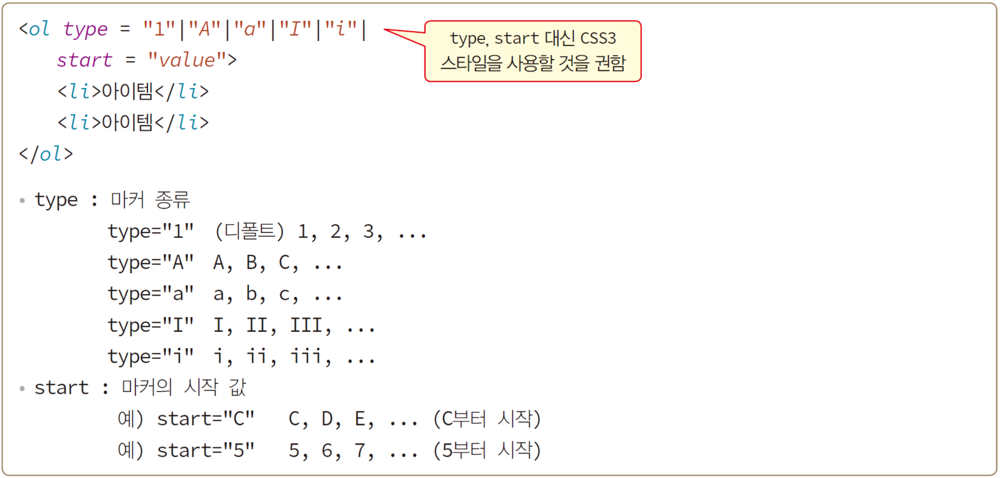 <ol type = "1"|"A"|"a"|"I"|"i"|
start = "value">
<li>아이템</li>
<li>아이템</li>
</ol>
type, start 대신 CSS3
스타일을 사용할 것을 권함
• type : 마커 종류
type="1" (디폴트) 1, 2, 3, ...
type="A" A, B, C, ...
type="a" a, b, c, ...
type="I" I, II, III, ...
type="i" i, ii, iii, ...
• start : 마커의 시작 값
예) start="C" C, D, E, ... (C부터 시작)
예) start="5" 5, 6, 7, ... (5부터 시작)